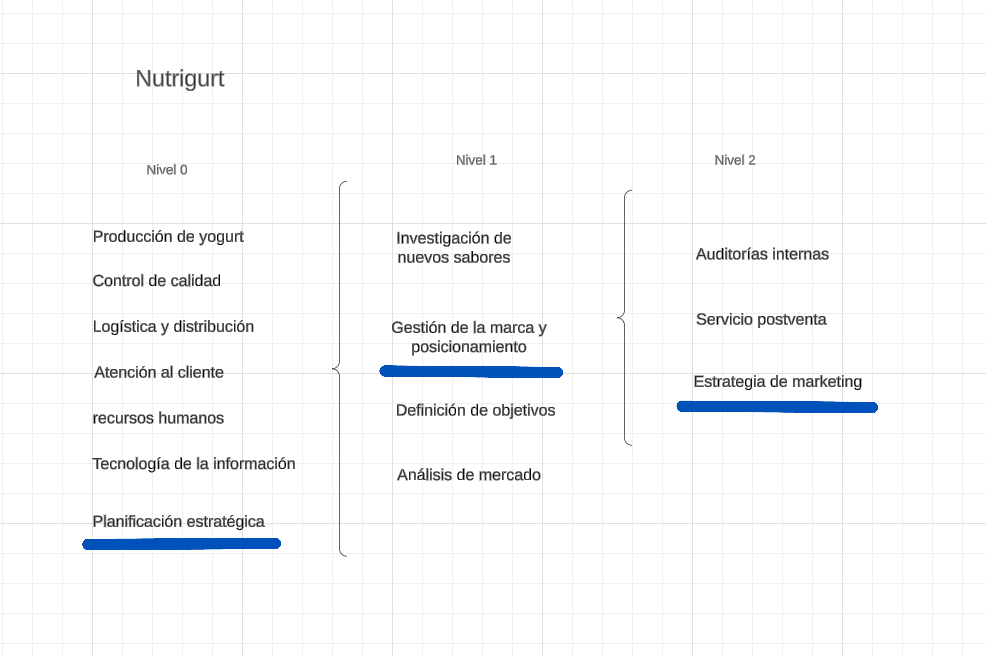 Nutrigurt
Nivel 0
Producción de yogurt
Control de calidad
Logística y distribución
Atención al cliente
recursos humanos
Tecnología de la información
Planificación estratégica
Nivel 1
Investigación de
nuevos sabores
Gestión de la marca y
posicionamiento
Definición de objetivos
Análisis de mercado
Nivel 2
Auditorías internas
Servicio postventa
Estrategia de marketing